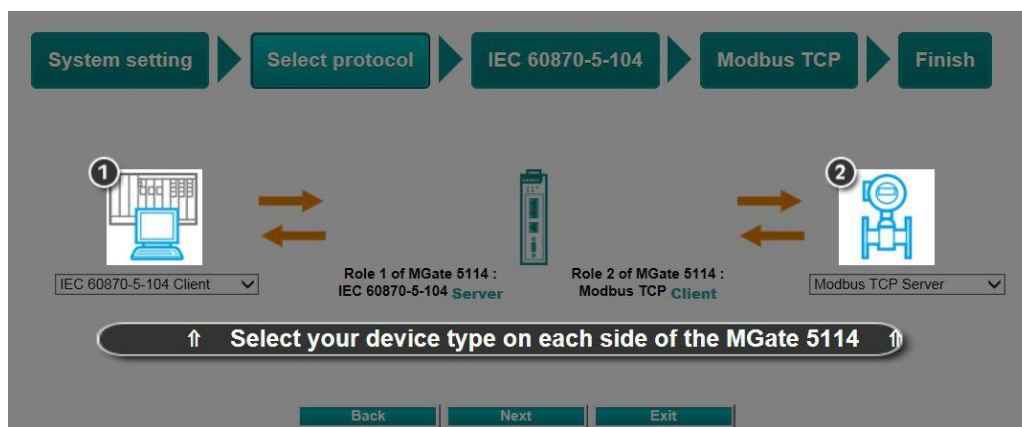 System setting
Select protocol
IEC 60870-5-104
Modbus TCP
Finish
1
2
IEC 60870-5-104 Client
Role 1 of MGate 5114 :
IEC 60870-5-104 Server
Role 2 of MGate 5114 :
Modbus TCP Client
Modbus TCP Server
⇑ Select your device type on each side of the MGate 5114 ⇑
Back
Next
Exit